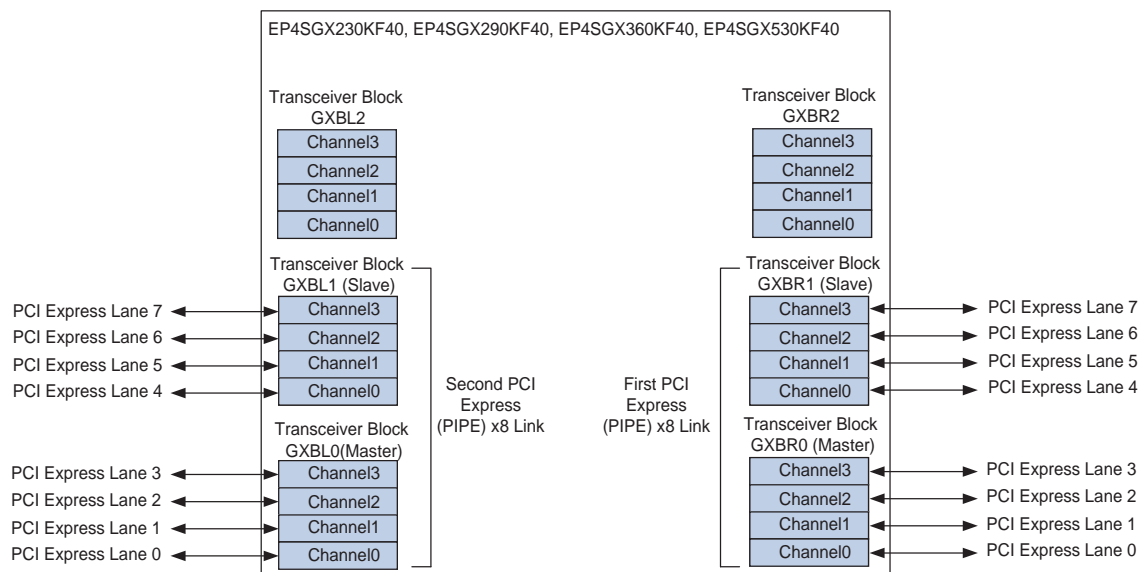 EP4SGX230KF40, EP4SGX290KF40, EP4SGX360KF40, EP4SGX530KF40
Transceiver Block
GXBL2
Channel3
Channel2
Channel1
Channel0
Transceiver Block
GXBR2
Channel3
Channel2
Channel1
Channel0
Transceiver Block
GXBL1 (Slave)
PCI Express Lane 7
Channel3
PCI Express Lane 6
Channel2
PCI Express Lane 5
Channel1
PCI Express Lane 4
Channel0
Second PCI
Express
(PIPE) x8 Link
Transceiver Block
GXBL0(Master)
PCI Express Lane 3
Channel3
PCI Express Lane 2
Channel2
PCI Express Lane 1
Channel1
PCI Express Lane 0
Channel0
First PCI
Express
(PIPE) x8 Link
Transceiver Block
GXBR1 (Slave)
Channel3
PCI Express Lane 7
Channel2
PCI Express Lane 6
Channel1
PCI Express Lane 5
Channel0
PCI Express Lane 4
Transceiver Block
GXBR0 (Master)
Channel3
PCI Express Lane 3
Channel2
PCI Express Lane 2
Channel1
PCI Express Lane 1
Channel0
PCI Express Lane 0